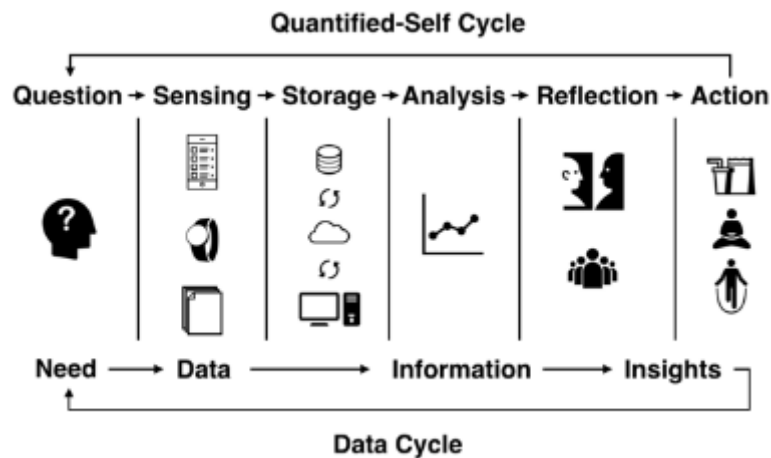 Quantified-Self Cycle
Question → Sensing → Storage → Analysis → Reflection → Action
?
Need → Data → Information → Insights
Data Cycle